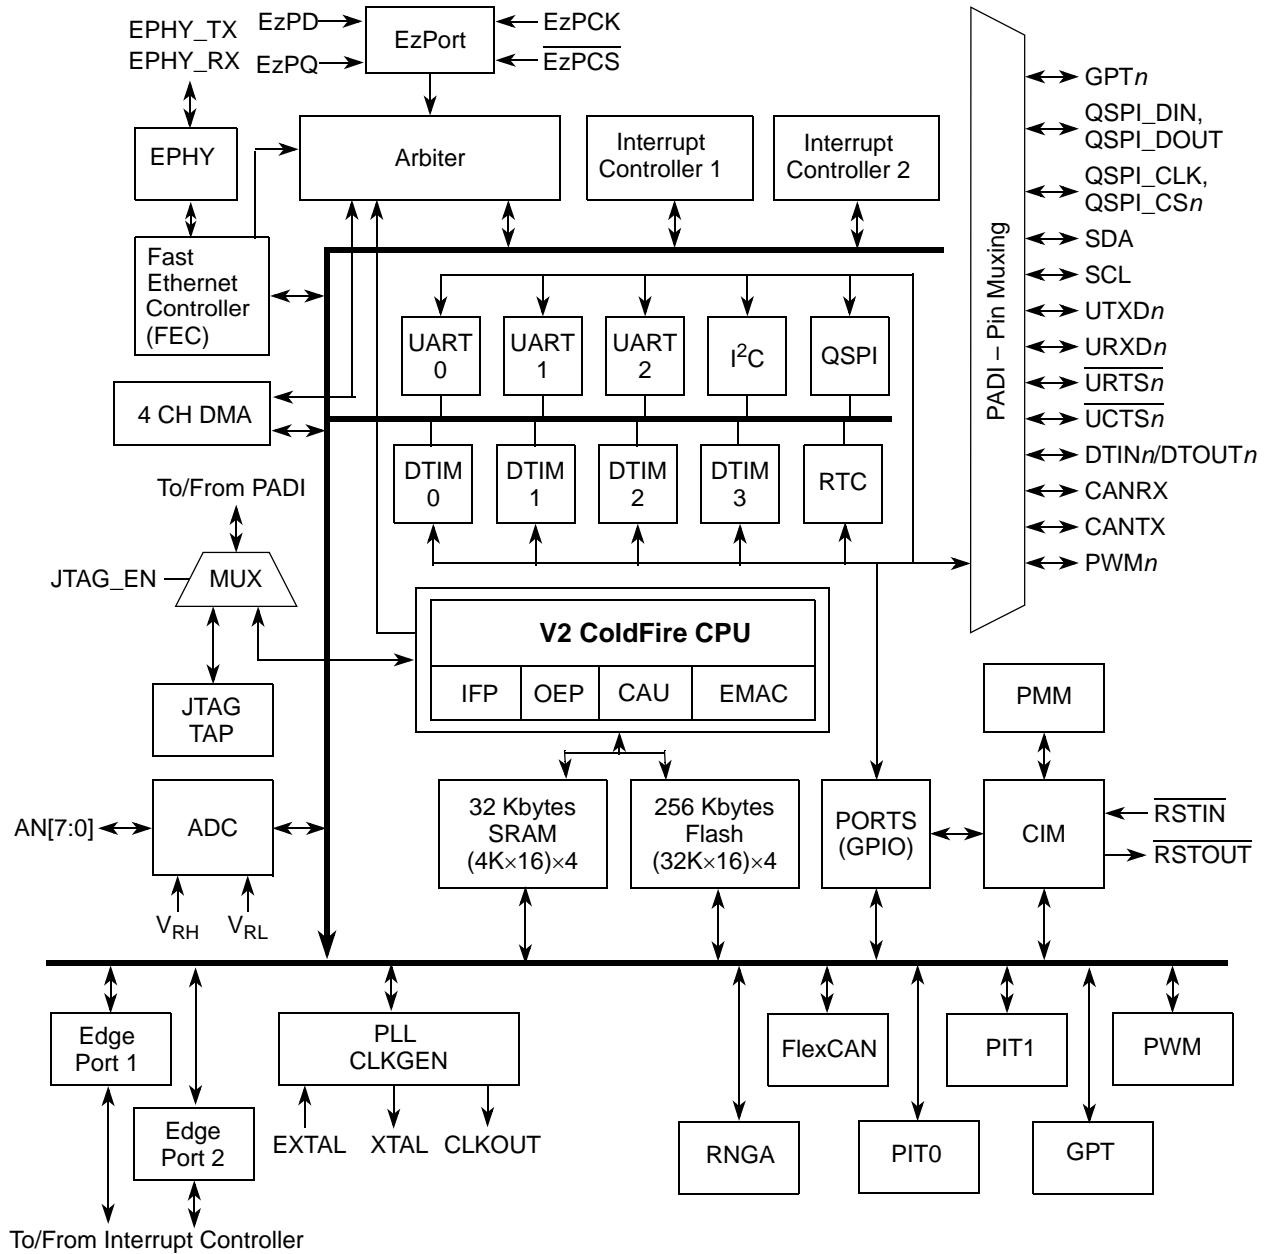 EPHY_TX
EPHY_RX
EzPD
EzPQ
EzPort
EzPCK
EzPCS
EPHY
Arbiter
Interrupt
Controller 1
Interrupt
Controller 2
Fast
Ethernet
Controller
(FEC)
UART
0
UART
1
UART
2
I²C
QSPI
4 CH DMA
DTIM
0
DTIM
1
DTIM
2
DTIM
3
RTC
PADI – Pin Muxing
GPTn
QSPI_DIN,
QSPI_DOUT
QSPI_CLK,
QSPI_CSn
SDA
SCL
UTXDn
URXDn
URTSn
UCTSn
DTINn/DTOUTn
CANRX
CANTX
PWMn
To/From PADI
JTAG_EN
MUX
JTAG
TAP
V2 ColdFire CPU
IFP
OEP
CAU
EMAC
PMM
AN[7:0]
ADC
VRH
VRL
32 Kbytes
SRAM
(4K×16)×4
256 Kbytes
Flash
(32K×16)×4
PORTS
(GPIO)
CIM
RSTIN
RSTOUT
Edge
Port 1
Edge
Port 2
PLL
CLKGEN
EXTAL
XTAL
CLKOUT
FlexCAN
PIT1
PWM
RNGA
PIT0
GPT
To/From Interrupt Controller